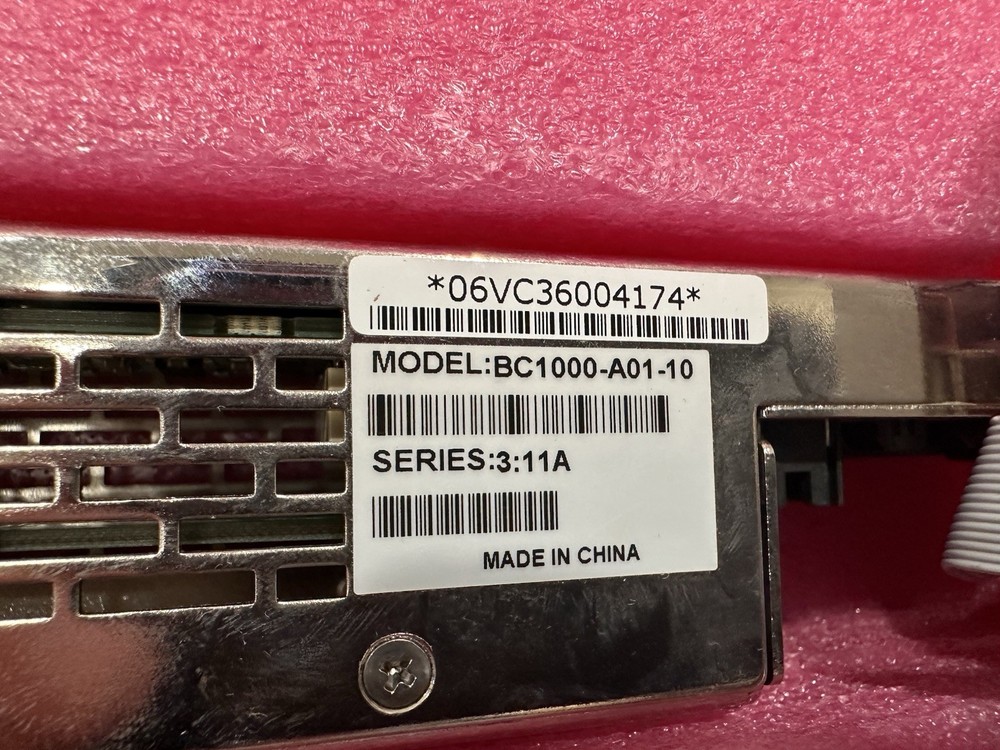 *06VC36004174*
MODEL:BC1000-A01-10
SERIES:3:11A
MADE IN CHINA